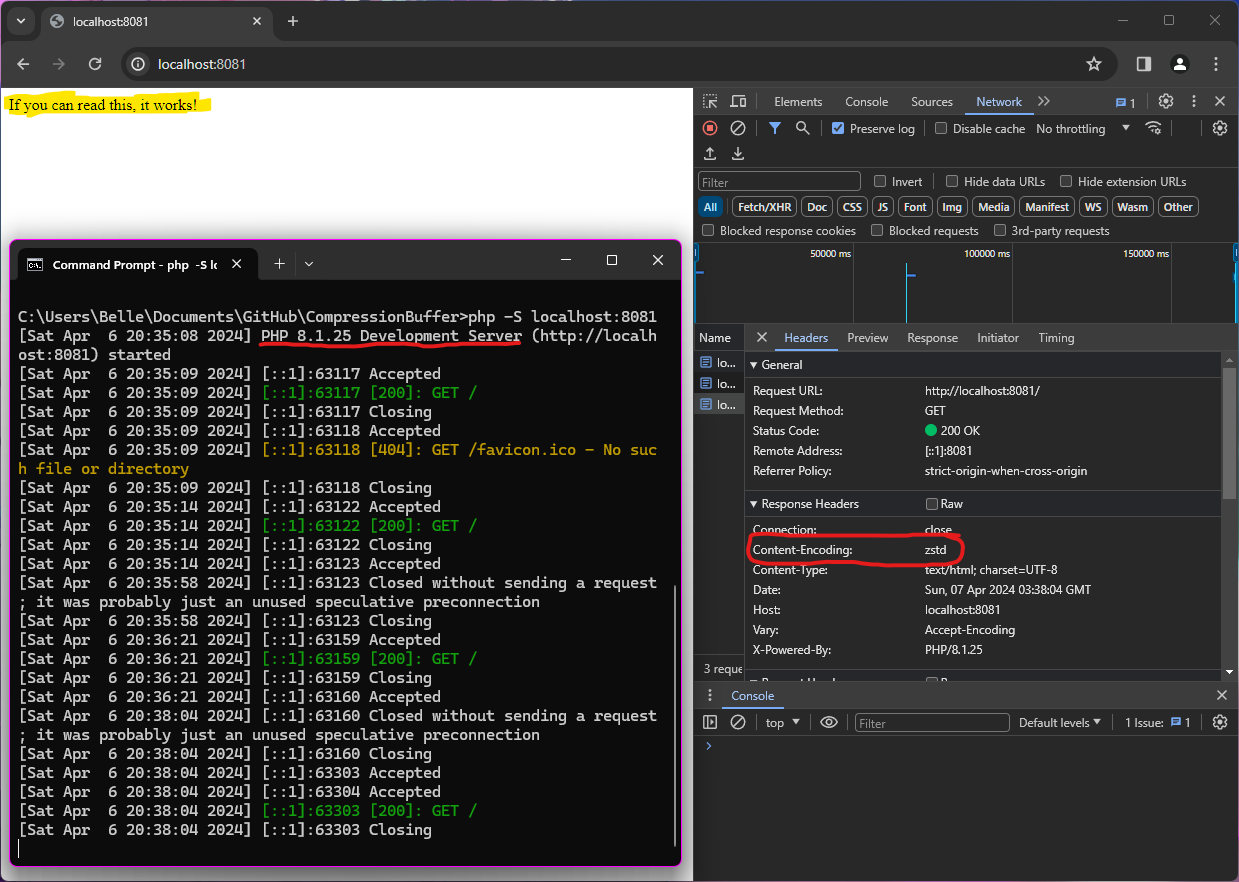 localhost:8081
localhost:8081
If you can read this, it works!
Elements Console Sources Network 1
Preserve log Disable cache No throttling
Filter Invert Hide data URLs Hide extension URLs
All Fetch/XHR Doc CSS JS Font Img Media Manifest WS Wasm Other
Blocked response cookies Blocked requests 3rd-party requests
50000 ms 100000 ms 150000 ms
Name
lo...
lo...
lo...
3 reque
Headers Preview Response Initiator Timing
General
Request URL: http://localhost:8081/
Request Method: GET
Status Code: 200 OK
Remote Address: [::1]:8081
Referrer Policy: strict-origin-when-cross-origin
Response Headers Raw
Connection: close
Content-Encoding: zstd
Content-Type: text/html; charset=UTF-8
Date: Sun, 07 Apr 2024 03:38:04 GMT
Host: localhost:8081
Vary: Accept-Encoding
X-Powered-By: PHP/8.1.25
Console
top Filter Default levels 1 Issue: 1
Command Prompt - php -S lo
C:\Users\Belle\Documents\GitHub\CompressionBuffer>php -S localhost:8081
[Sat Apr 6 20:35:08 2024] PHP 8.1.25 Development Server (http://localh
ost:8081) started
[Sat Apr 6 20:35:09 2024] [::1]:63117 Accepted
[Sat Apr 6 20:35:09 2024] [::1]:63117 [200]: GET /
[Sat Apr 6 20:35:09 2024] [::1]:63117 Closing
[Sat Apr 6 20:35:09 2024] [::1]:63118 Accepted
[Sat Apr 6 20:35:09 2024] [::1]:63118 [404]: GET /favicon.ico - No suc
h file or directory
[Sat Apr 6 20:35:09 2024] [::1]:63118 Closing
[Sat Apr 6 20:35:14 2024] [::1]:63122 Accepted
[Sat Apr 6 20:35:14 2024] [::1]:63122 [200]: GET /
[Sat Apr 6 20:35:14 2024] [::1]:63122 Closing
[Sat Apr 6 20:35:14 2024] [::1]:63123 Accepted
[Sat Apr 6 20:35:58 2024] [::1]:63123 Closed without sending a request
; it was probably just an unused speculative preconnection
[Sat Apr 6 20:35:58 2024] [::1]:63123 Closing
[Sat Apr 6 20:36:21 2024] [::1]:63159 Accepted
[Sat Apr 6 20:36:21 2024] [::1]:63159 [200]: GET /
[Sat Apr 6 20:36:21 2024] [::1]:63159 Closing
[Sat Apr 6 20:36:21 2024] [::1]:63160 Accepted
[Sat Apr 6 20:38:04 2024] [::1]:63160 Closed without sending a request
; it was probably just an unused speculative preconnection
[Sat Apr 6 20:38:04 2024] [::1]:63160 Closing
[Sat Apr 6 20:38:04 2024] [::1]:63303 Accepted
[Sat Apr 6 20:38:04 2024] [::1]:63304 Accepted
[Sat Apr 6 20:38:04 2024] [::1]:63303 [200]: GET /
[Sat Apr 6 20:38:04 2024] [::1]:63303 Closing